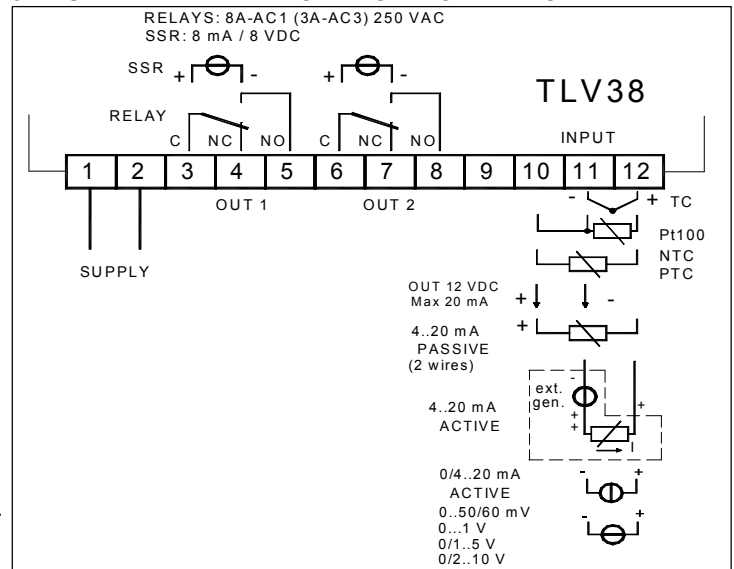 RELAYS: 8A-AC1 (3A-AC3) 250 VAC
SSR: 8 mA / 8 VDC
SSR + - + -
TLV38
RELAY
C NC NO C NC NO INPUT
1 2 3 4 5 6 7 8 9 10 11 12
OUT 1 OUT 2
- + TC
Pt100
SUPPLY
NTC
PTC
OUT 12 VDC
Max 20 mA
+ -
4..20 mA
PASSIVE
(2 wires)
+
-
ext.
gen.
+
+
+
I
4..20 mA
ACTIVE
0/4..20 mA
ACTIVE
- +
0..50/60 mV
0...1 V
0/1..5 V
0/2..10 V
- +